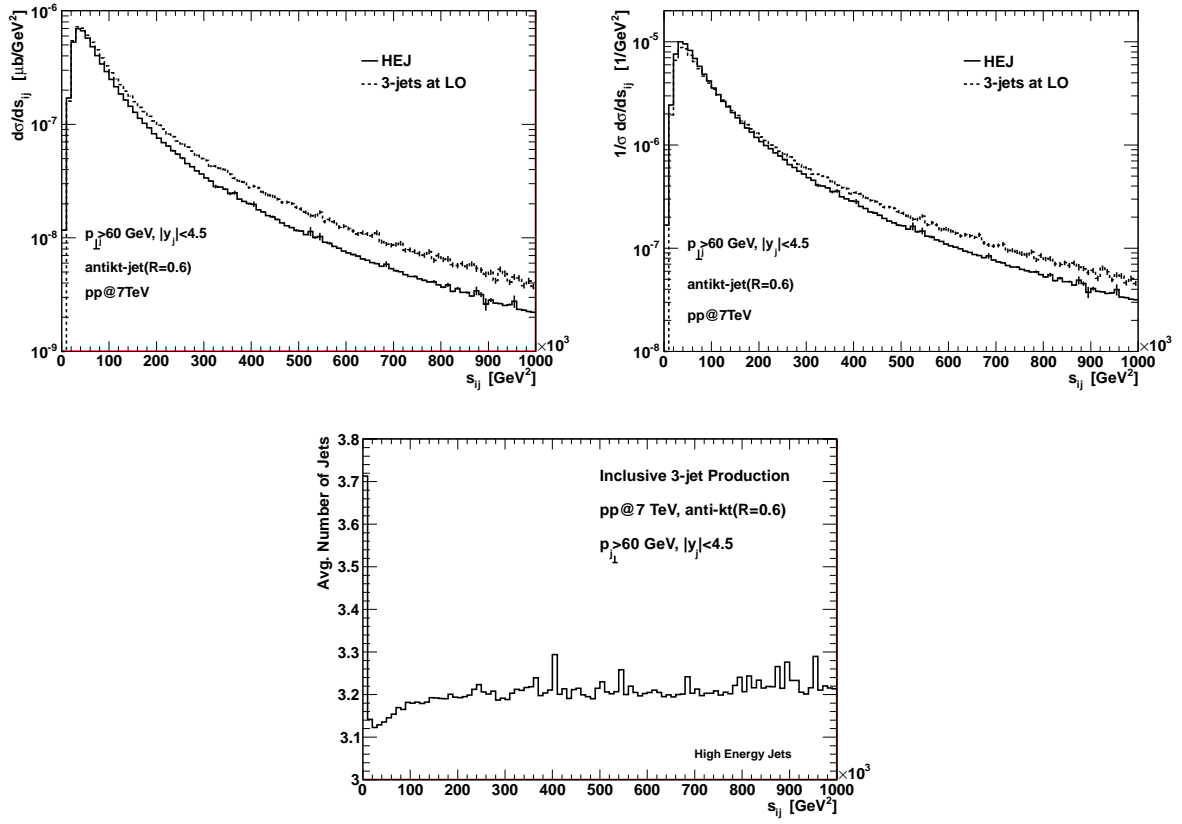 dσ/ds_ij [μb/GeV²]
10⁻⁶
10⁻⁷
10⁻⁸
10⁻⁹
HEJ
3-jets at LO
p_⊥j>60 GeV, |y_j|<4.5
antikt-jet(R=0.6)
pp@7TeV
0 100 200 300 400 500 600 700 800 900 1000
×10³
s_ij [GeV²]
1/σ dσ/ds_ij [1/GeV²]
10⁻⁵
10⁻⁶
10⁻⁷
10⁻⁸
HEJ
3-jets at LO
p_⊥j>60 GeV, |y_j|<4.5
antikt-jet(R=0.6)
pp@7TeV
0 100 200 300 400 500 600 700 800 900 1000
×10³
s_ij [GeV²]
Avg. Number of Jets
3.8
3.7
3.6
3.5
3.4
3.3
3.2
3.1
3
Inclusive 3-jet Production
pp@7 TeV, anti-kt(R=0.6)
p_j⊥>60 GeV, |y_j|<4.5
High Energy Jets
0 100 200 300 400 500 600 700 800 900 1000
×10³
s_ij [GeV²]